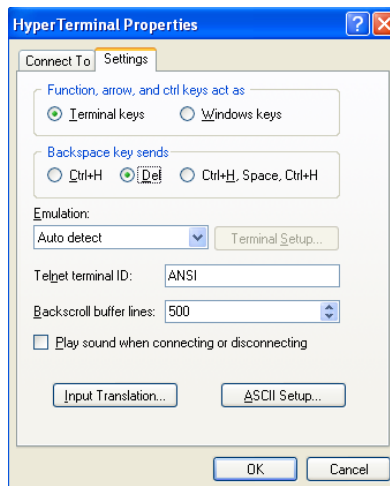 HyperTerminal Properties
Connect To Settings
Function, arrow, and ctrl keys act as
Terminal keys Windows keys
Backspace key sends
Ctrl+H Del Ctrl+H, Space, Ctrl+H
Emulation:
Auto detect Terminal Setup...
Telnet terminal ID: ANSI
Backscroll buffer lines: 500
Play sound when connecting or disconnecting
Input Translation... ASCII Setup...
OK Cancel